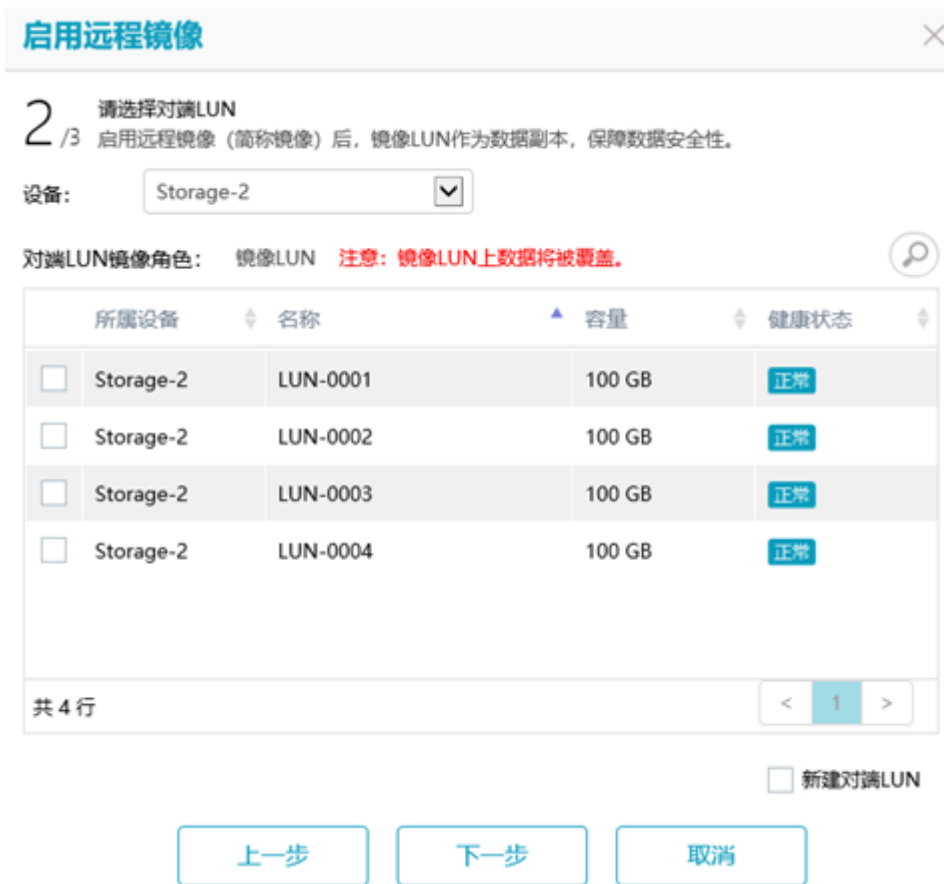 启用远程镜像
2/3 请选择对端LUN
启用远程镜像（简称镜像）后，镜像LUN作为数据副本，保障数据安全性。
设备： Storage-2
对端LUN镜像角色： 镜像LUN 注意：镜像LUN上数据将被覆盖。
所属设备 名称 容量 健康状态
Storage-2 LUN-0001 100 GB 正常
Storage-2 LUN-0002 100 GB 正常
Storage-2 LUN-0003 100 GB 正常
Storage-2 LUN-0004 100 GB 正常
共 4 行 < 1 >
新建对端LUN
上一步 下一步 取消